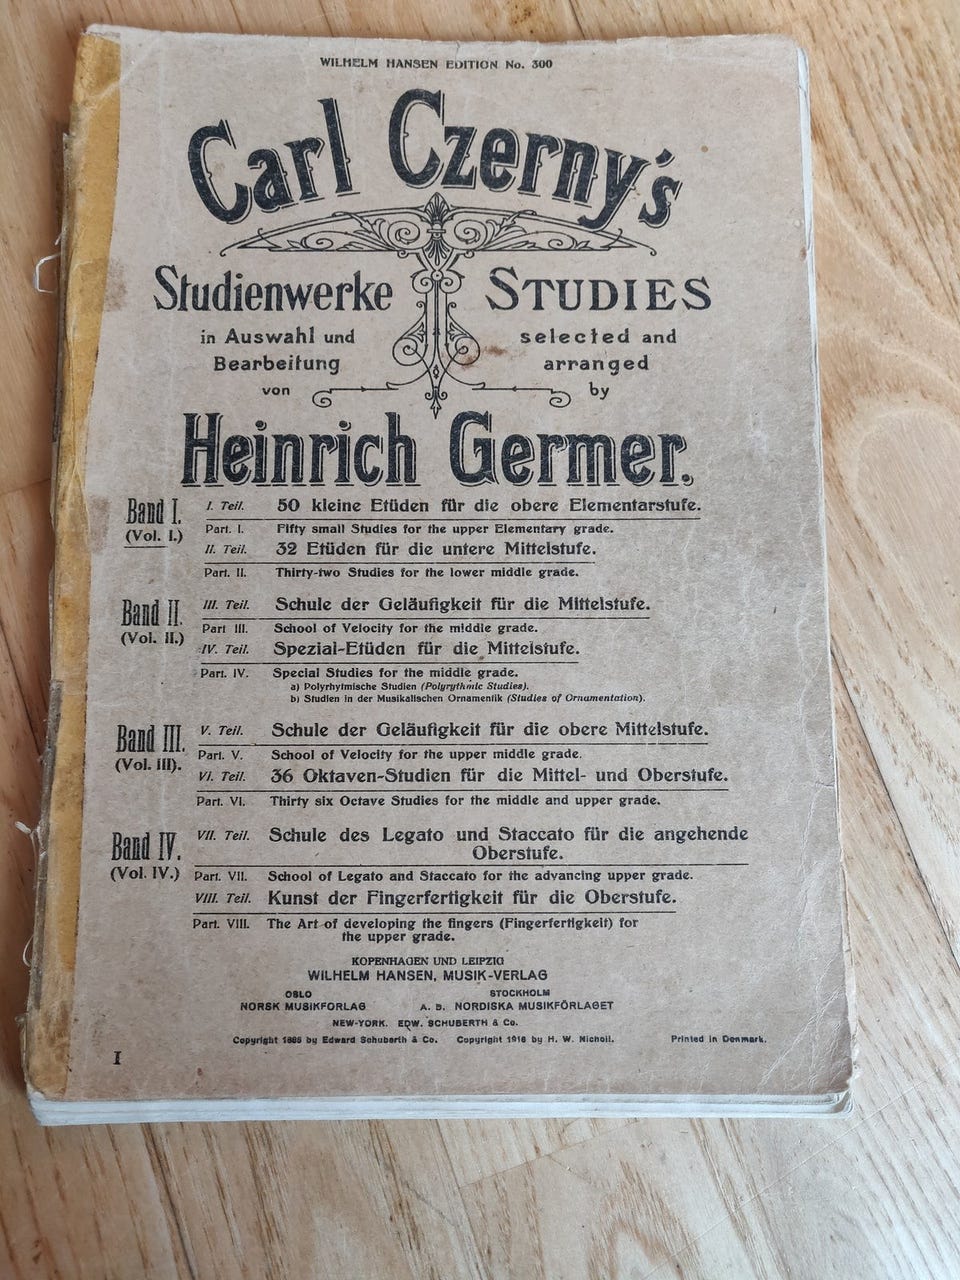 WILHELM HANSEN EDITION No. 300
Carl Czerny's
Studienwerke
in Auswahl und
Bearbeitung
von
STUDIES
selected and
arranged
by
Heinrich Germer.
Band I.
(Vol. I.)
I. Teil. 50 kleine Etüden für die obere Elementarstufe.
Part. I. Fifty small Studies for the upper Elementary grade.
II. Teil. 32 Etüden für die untere Mittelstufe.
Part. II. Thirty-two Studies for the lower middle grade.
Band II.
(Vol. II.)
III. Teil. Schule der Geläufigkeit für die Mittelstufe.
Part III. School of Velocity for the middle grade.
IV. Teil. Spezial-Etüden für die Mittelstufe.
Part. IV. Special Studies for the middle grade.
a) Polyrhytmische Studien (Polyrythmic Studies).
b) Studien in der Musikalischen Ornamentik (Studies of Ornamentation).
Band III.
(Vol. III).
V. Teil. Schule der Geläufigkeit für die obere Mittelstufe.
Part. V. School of Velocity for the upper middle grade.
VI. Teil. 36 Oktaven-Studien für die Mittel- und Oberstufe.
Part. VI. Thirty six Octave Studies for the middle and upper grade.
Band IV.
(Vol. IV.)
VII. Teil. Schule des Legato und Staccato für die angehende
Oberstufe.
Part. VII. School of Legato and Staccato for the advancing upper grade.
VIII. Teil. Kunst der Fingerfertigkeit für die Oberstufe.
Part. VIII. The Art of developing the fingers (Fingerfertigkeit) for
the upper grade.
KOPENHAGEN UND LEIPZIG
WILHELM HANSEN, MUSIK-VERLAG
OSLO
NORSK MUSIKFORLAG
STOCKHOLM
A. B. NORDISKA MUSIKFÖRLAGET
NEW-YORK. EDW. SCHUBERTH & Co.
Copyright 1888 by Edward Schuberth & Co. Copyright 1916 by H. W. Nicholl. Printed in Denmark.
I